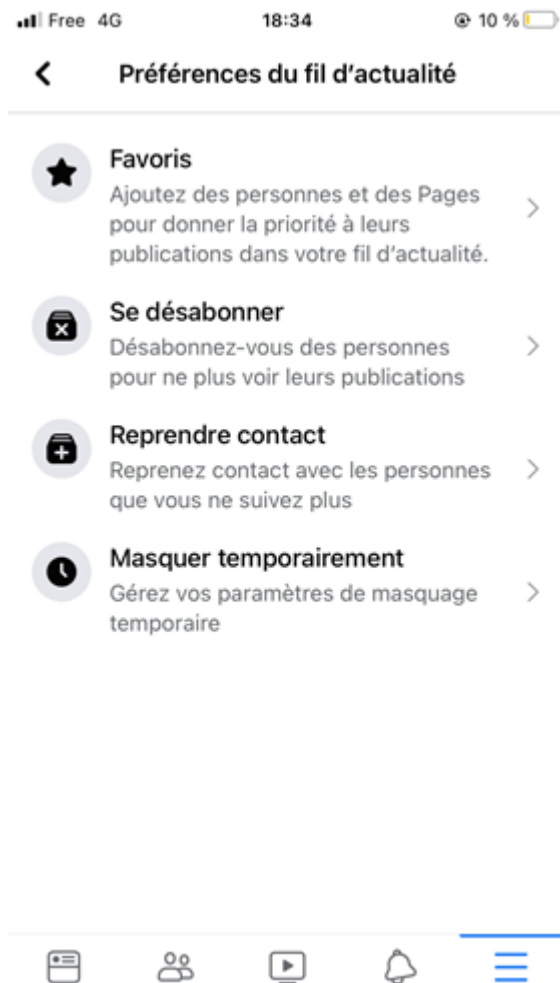 Free 4G 18:34 10 %
Préférences du fil d’actualité
Favoris
Ajoutez des personnes et des Pages
pour donner la priorité à leurs
publications dans votre fil d’actualité.
Se désabonner
Désabonnez-vous des personnes
pour ne plus voir leurs publications
Reprendre contact
Reprenez contact avec les personnes
que vous ne suivez plus
Masquer temporairement
Gérez vos paramètres de masquage
temporaire